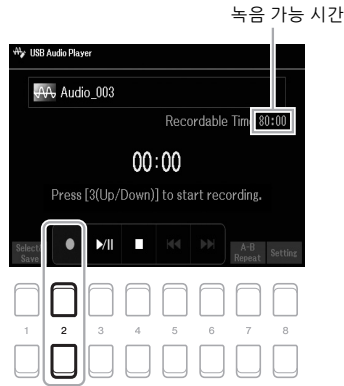 녹음 가능 시간
USB Audio Player
Audio_003
Recordable Time 80:00
00:00
Press [3(Up/Down)] to start recording.
Select/
Save
A-B
Repeat
Setting
1 2 3 4 5 6 7 8